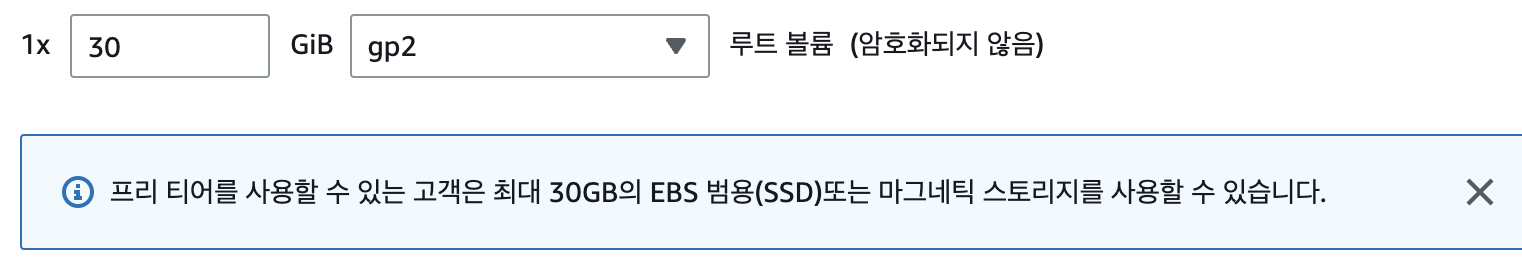 1x 30 GiB gp2 루트 볼륨 (암호화되지 않음)
프리 티어를 사용할 수 있는 고객은 최대 30GB의 EBS 범용(SSD)또는 마그네틱 스토리지를 사용할 수 있습니다.